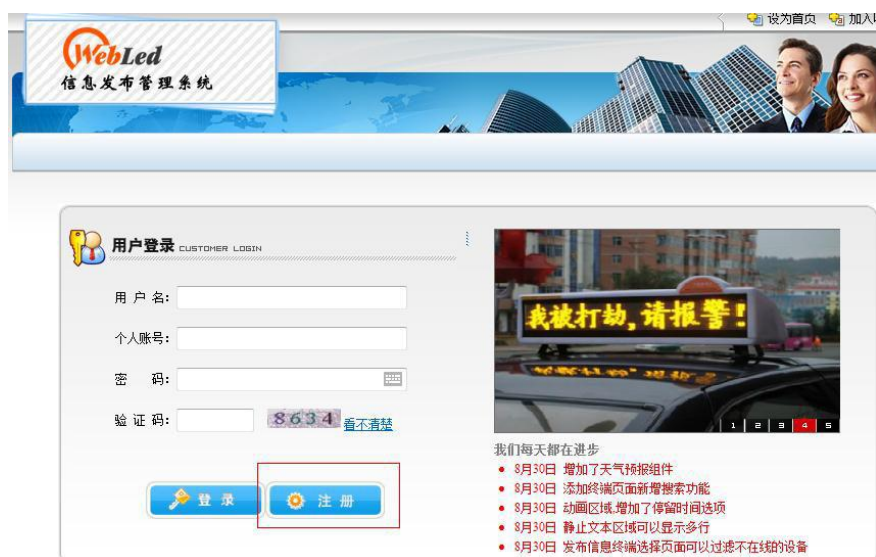 设为首页 加入
WebLed
信息发布管理系统
用户登录 CUSTOMER LOGIN
用户名:
个人账号:
密 码:
验证码: 8634 看不清楚
登录 注册
我被打劫,请报警!
1 2 3 4 5
我们每天都在进步
8月30日 增加了天气预报组件
8月30日 添加终端页面新增搜索功能
8月30日 动画区域,增加了停留时间选项
8月30日 静止文本区域可以显示多行
8月30日 发布信息终端选择页面可以过滤不在线的设备